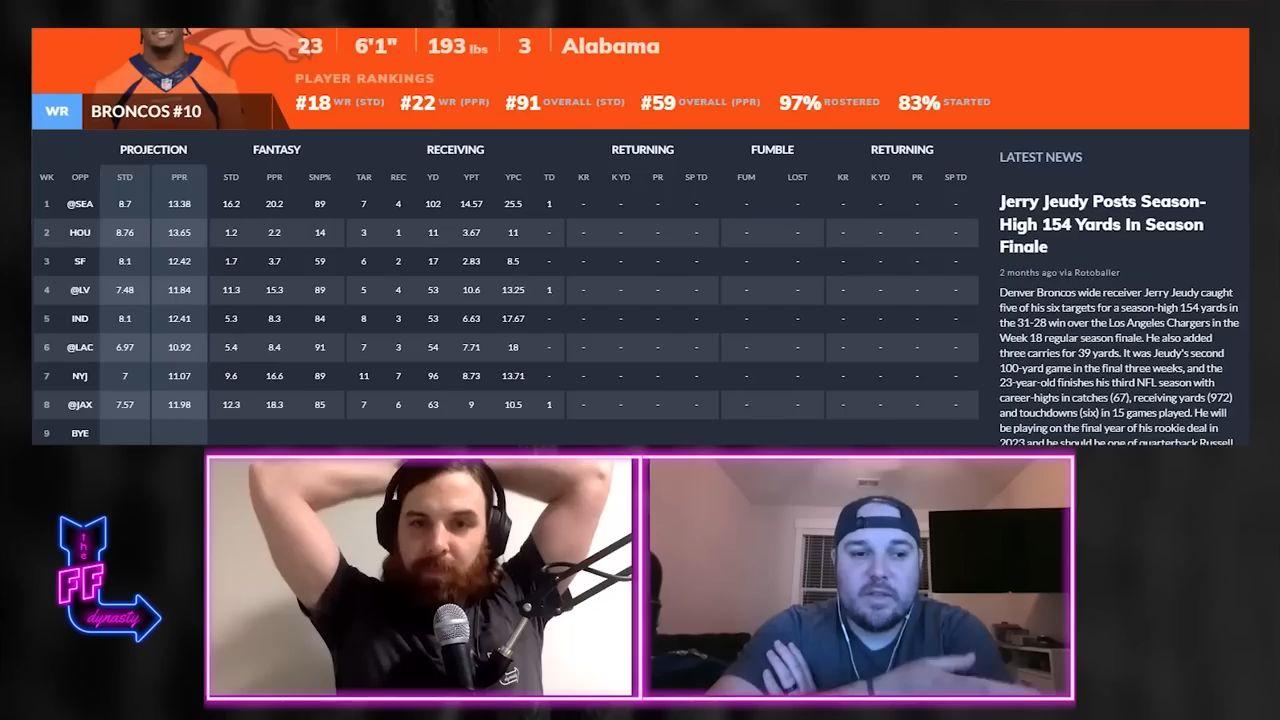 23 6'1" 193 lbs 3 Alabama
PLAYER RANKINGS
#18 WR (STD) #22 WR (PPR) #91 OVERALL (STD) #59 OVERALL (PPR) 97% ROSTERED 83% STARTED
WR BRONCOS #10
PROJECTION FANTASY RECEIVING RETURNING FUMBLE RETURNING
WK OPP STD PPR STD PPR SNP% TAR REC YD YPT YPC TD KR K YD PR SP TD FUM LOST KR K YD PR SP TD
1 @SEA 8.7 13.38 16.2 20.2 89 7 4 102 14.57 25.5 1 - - - - - - - - - -
2 HOU 8.76 13.65 1.2 2.2 14 3 1 11 3.67 11 - - - - - - - - - - -
3 SF 8.1 12.42 1.7 3.7 59 6 2 17 2.83 8.5 - - - - - - - - - - -
4 @LV 7.48 11.84 11.3 15.3 89 5 4 53 10.6 13.25 1 - - - - - - - - - -
5 IND 8.1 12.41 5.3 8.3 84 8 3 53 6.63 17.67 - - - - - - - - - - -
6 @LAC 6.97 10.92 5.4 8.4 91 7 3 54 7.71 18 - - - - - - - - - - -
7 NYJ 7 11.07 9.6 16.6 89 11 7 96 8.73 13.71 - - - - - - - - - - -
8 @JAX 7.57 11.98 12.3 18.3 85 7 6 63 9 10.5 1 - - - - - - - - - -
9 BYE
LATEST NEWS
Jerry Jeudy Posts Season-
High 154 Yards In Season
Finale
2 months ago via Rotoballer
Denver Broncos wide receiver Jerry Jeudy caught
five of his six targets for a season-high 154 yards in
the 31-28 win over the Los Angeles Chargers in the
Week 18 regular season finale. He also added
three carries for 39 yards. It was Jeudy's second
100-yard game in the final three weeks, and the
23-year-old finishes his third NFL season with
career-highs in catches (67), receiving yards (972)
and touchdowns (six) in 15 games played. He will
be playing on the final year of his rookie deal in
2023 and he should be one of quarterback Russell
the
FF
dynasty